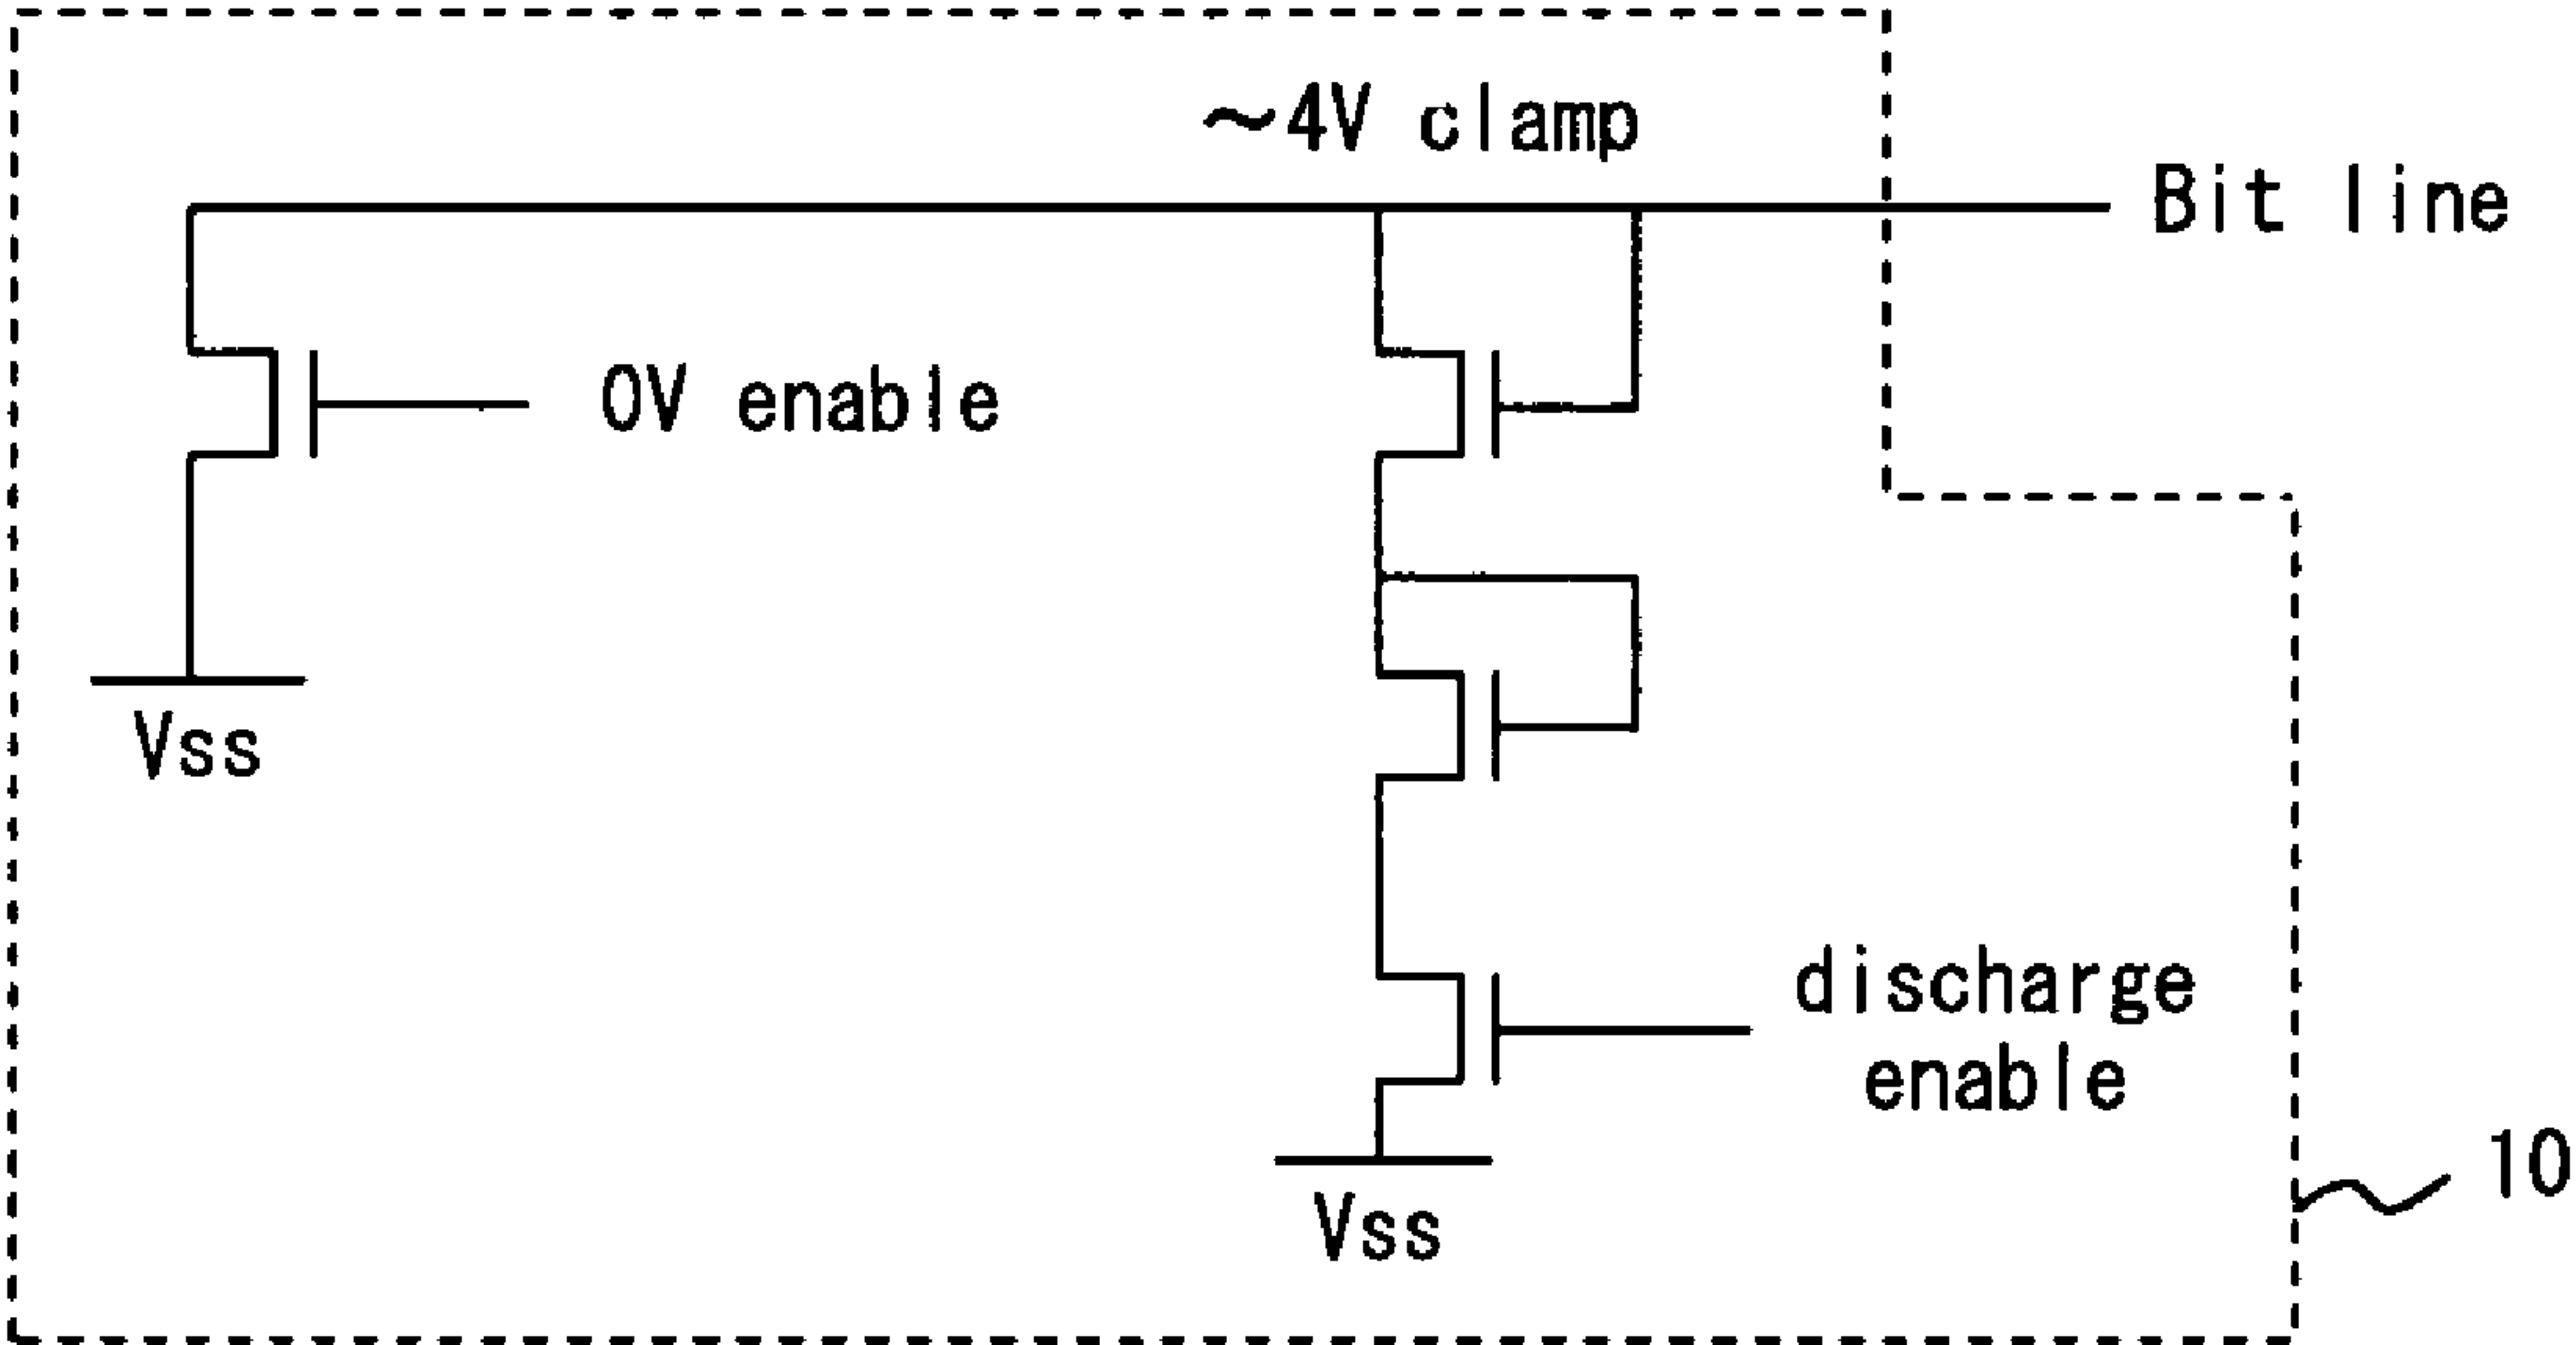 ~4V clamp
Bit line
0V enable
Vss
discharge
enable
10
Vss